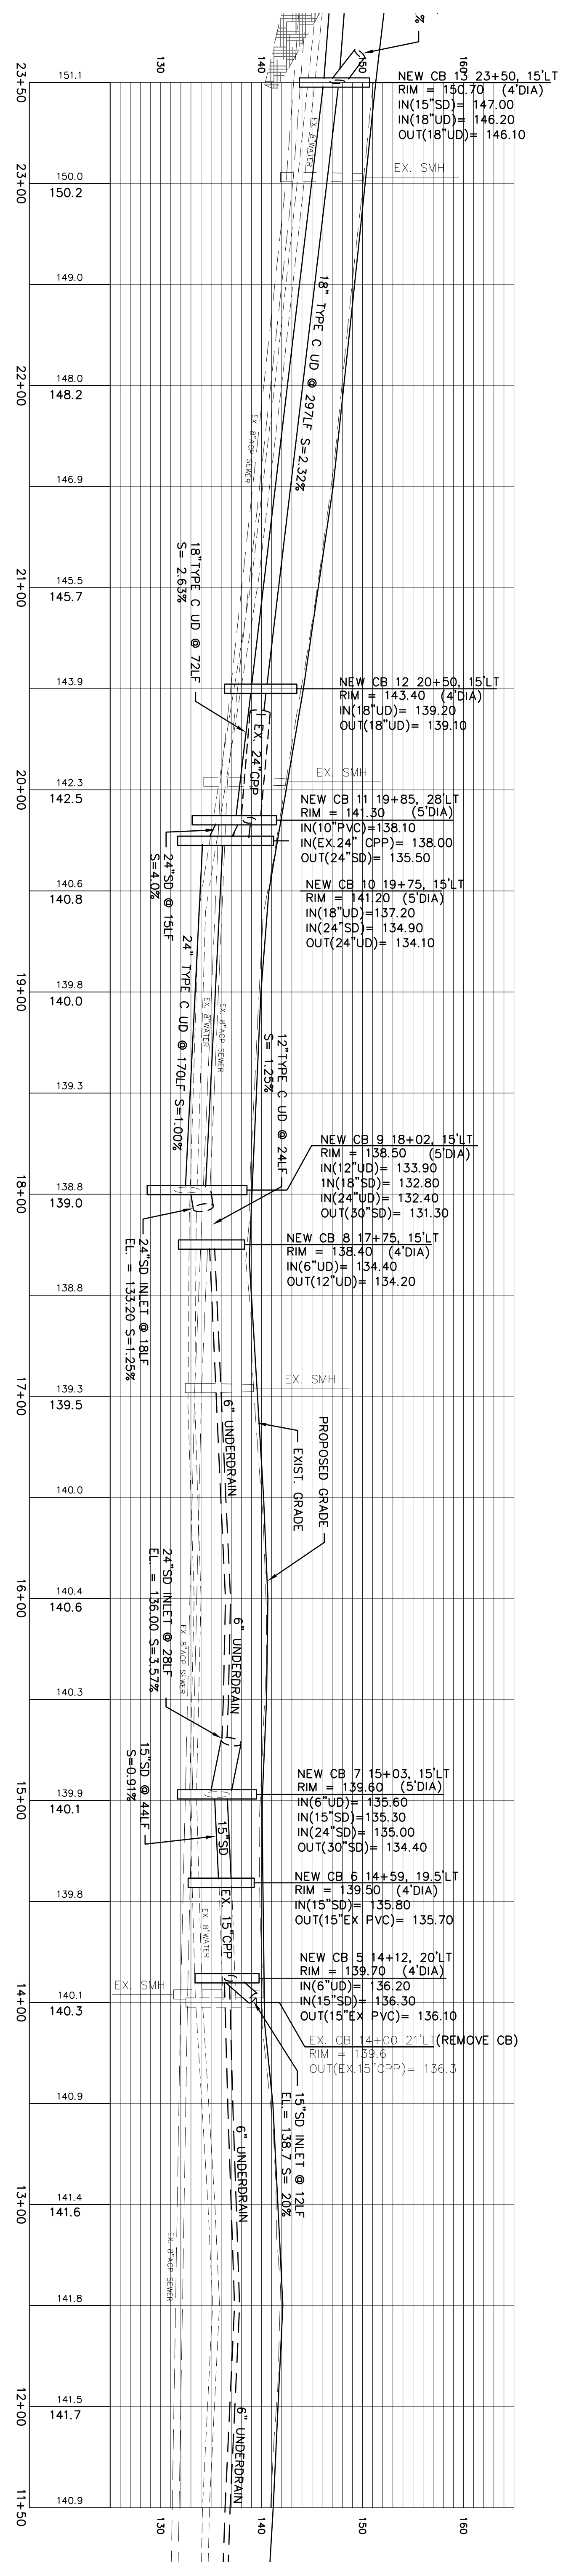 %
130
140
150
160
23+50
151.1
NEW CB 13 23+50, 15'LT
RIM = 150.70 (4'DIA)
IN(15"SD)= 147.00
IN(18"UD)= 146.20
OUT(18"UD)= 146.10
EX. 8"WATER
EX. SMH
23+00
150.0
150.2
149.0
18" TYPE C UD @ 297LF S=2.32%
22+00
148.0
148.2
EX. 8"ACP SEWER
146.9
18"TYPE C UD @ 72LF
S= 2.63%
21+00
145.5
145.7
143.9
NEW CB 12 20+50, 15'LT
RIM = 143.40 (4'DIA)
IN(18"UD)= 139.20
OUT(18"UD)= 139.10
EX. 24"CPP
EX. SMH
20+00
142.3
142.5
NEW CB 11 19+85, 28'LT
RIM = 141.30 (5'DIA)
IN(10"PVC)=138.10
IN(EX.24" CPP)= 138.00
OUT(24"SD)= 135.50
24"SD @ 15LF
S=4.0%
140.6
140.8
NEW CB 10 19+75, 15'LT
RIM = 141.20 (5'DIA)
IN(18"UD)=137.20
IN(24"SD)= 134.90
OUT(24"UD)= 134.10
24" TYPE C UD @ 170LF S=1.00%
19+00
139.8
140.0
EX. 8"WATER
EX. 8"ACP SEWER
12"TYPE C UD @ 24LF
S= 1.25%
139.3
NEW CB 9 18+02, 15'LT
RIM = 138.50 (5'DIA)
IN(12"UD)= 133.90
1N(18"SD)= 132.80
IN(24"UD)= 132.40
OUT(30"SD)= 131.30
18+00
138.8
139.0
NEW CB 8 17+75, 15'LT
RIM = 138.40 (4'DIA)
IN(6"UD)= 134.40
OUT(12"UD)= 134.20
24"SD INLET @ 18LF
EL. = 133.20 S=1.25%
138.8
EX. SMH
17+00
139.3
139.5
6" UNDERDRAIN
PROPOSED GRADE
EXIST. GRADE
140.0
24"SD INLET @ 28LF
EL. = 136.00 S=3.57%
16+00
140.4
140.6
6" UNDERDRAIN
EX. 8"ACP SEWER
140.3
15"SD @ 44LF
S=0.91%
NEW CB 7 15+03, 15'LT
RIM = 139.60 (5'DIA)
IN(6"UD)= 135.60
IN(15"SD)= 135.30
IN(24"SD)= 135.00
OUT(30"SD)= 134.40
15+00
139.9
140.1
15"SD
NEW CB 6 14+59, 19.5'LT
RIM = 139.50 (4'DIA)
IN(15"SD)= 135.80
OUT(15"EX PVC)= 135.70
139.8
EX. 15"CPP
EX. 8"WATER
NEW CB 5 14+12, 20'LT
RIM = 139.70 (4'DIA)
IN(6"UD)= 136.20
IN(15"SD)= 136.30
OUT(15"EX PVC)= 136.10
EX. SMH
14+00
140.1
140.3
EX. CB 14+00 21'LT(REMOVE CB)
RIM = 139.6
OUT(EX.15"CPP)= 136.3
15"SD INLET @ 12LF
EL.= 138.7 S= 20%
140.9
6" UNDERDRAIN
13+00
141.4
141.6
EX. 8"ACP SEWER
141.8
12+00
141.5
141.7
6" UNDERDRAIN
11+50
140.9
130
140
150
160